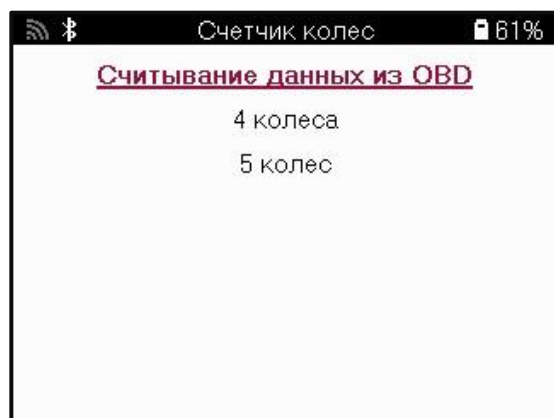 Счетчик колес 61%
Считывание данных из OBD
4 колеса
5 колес